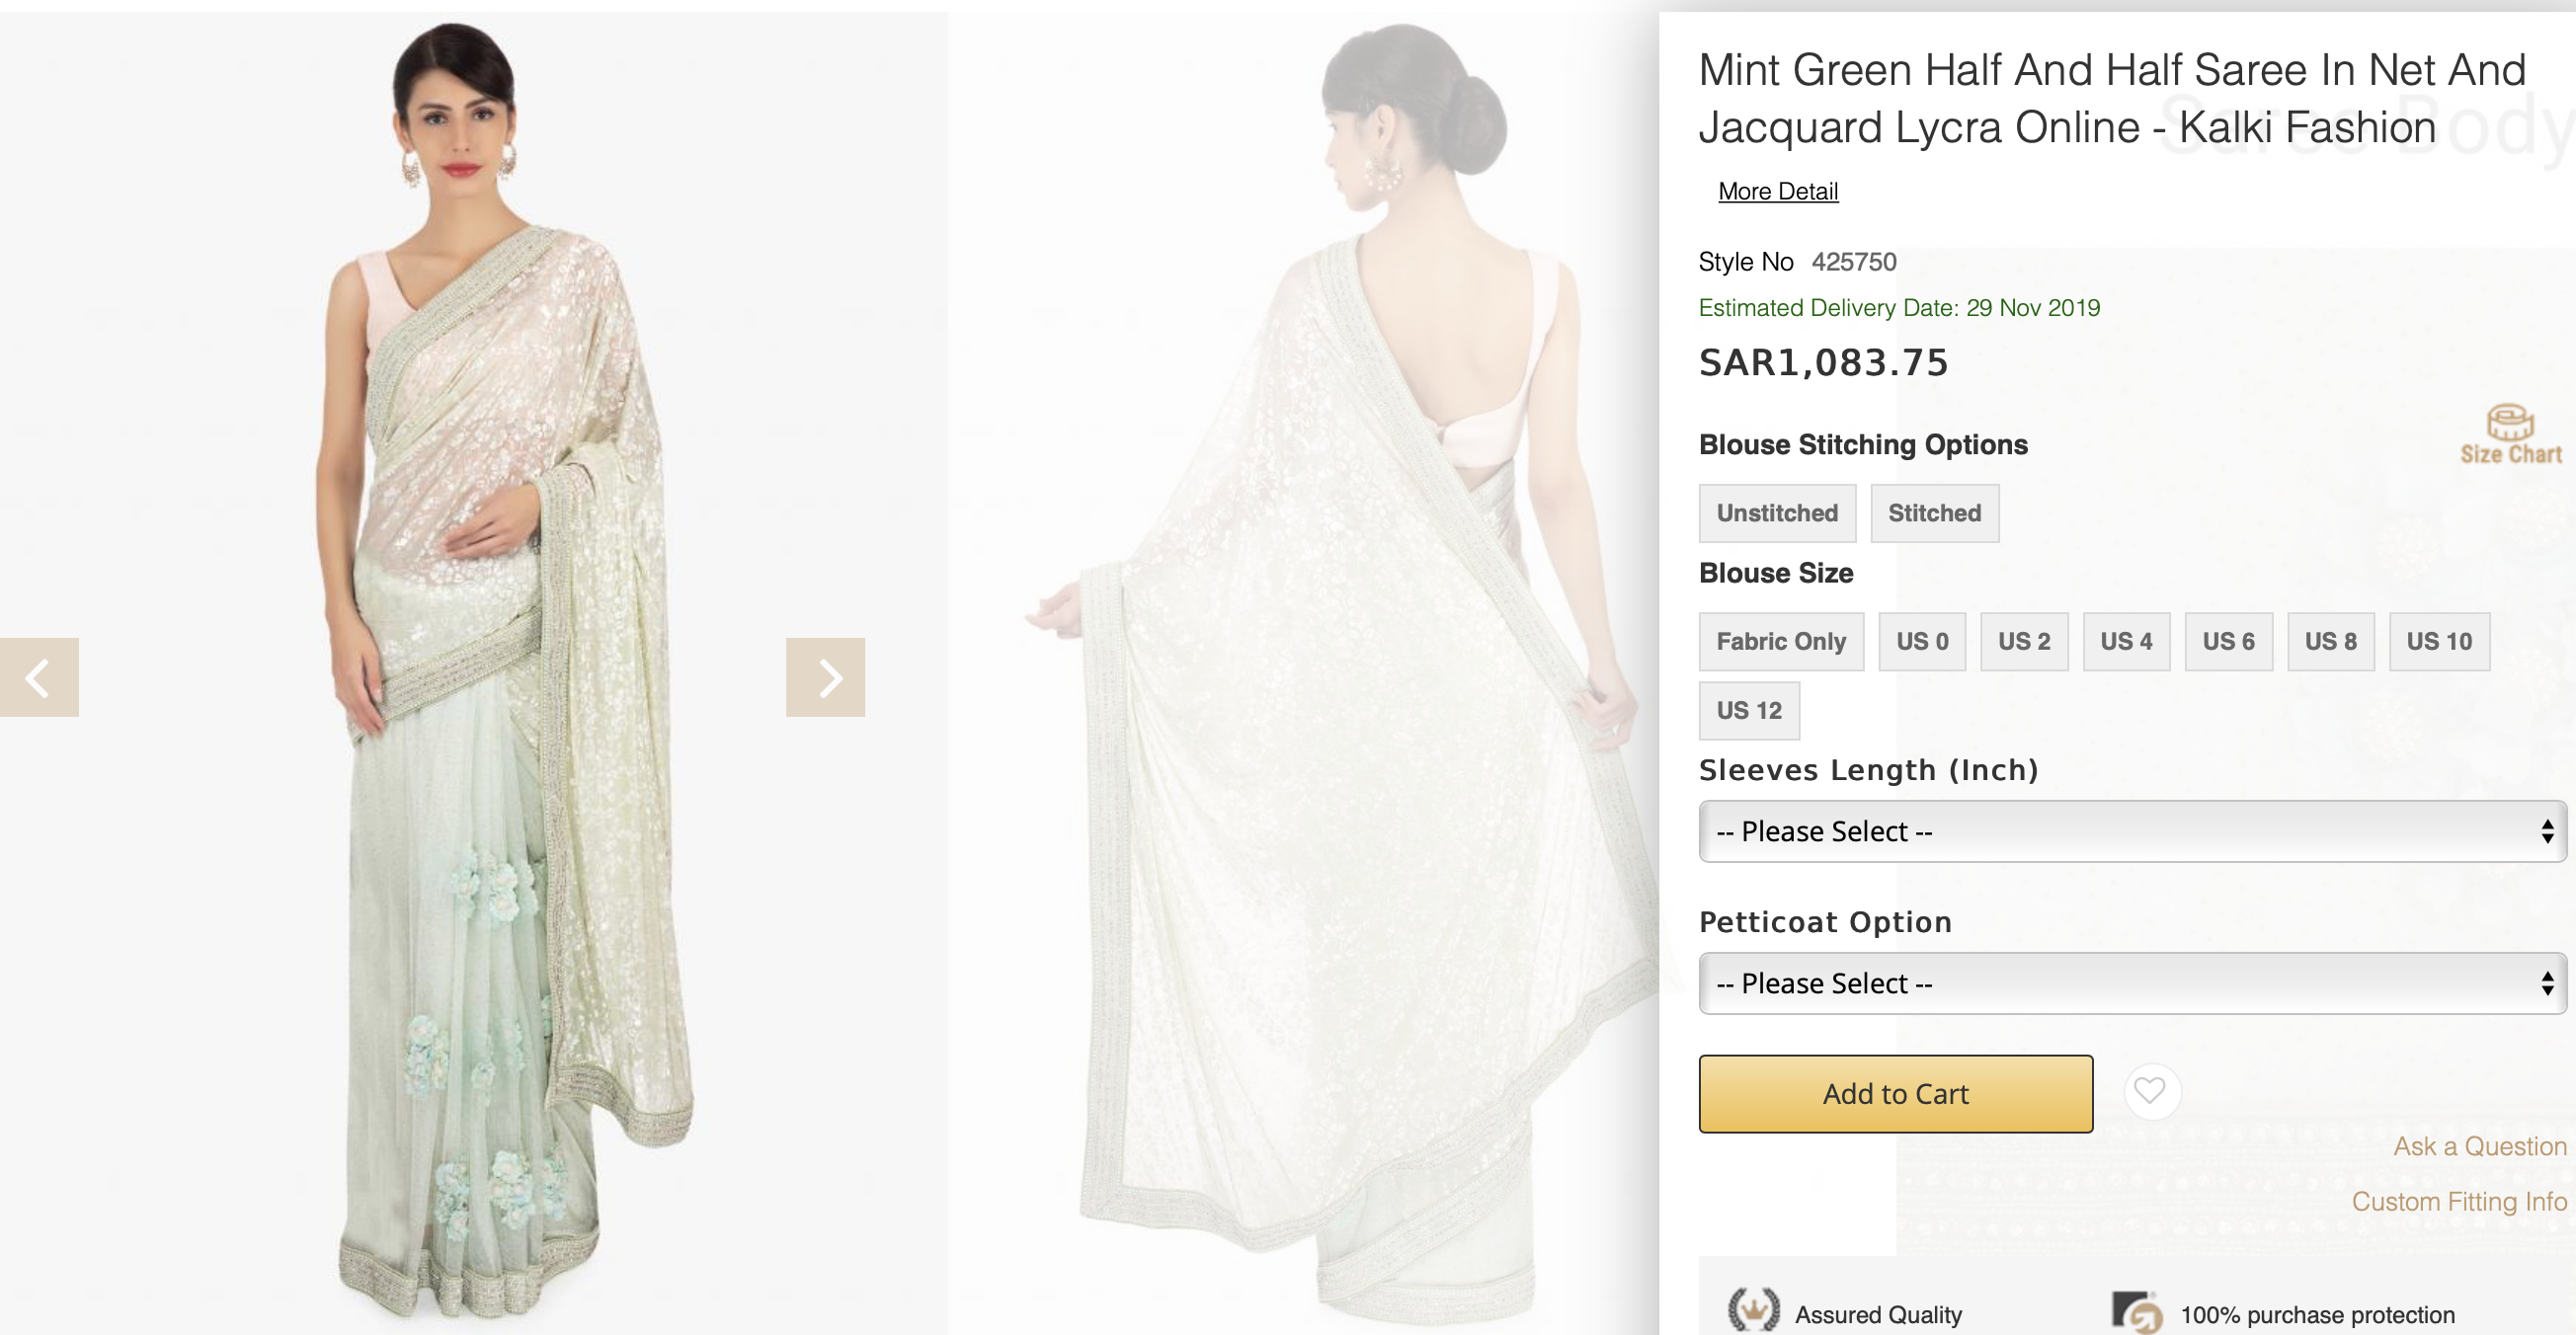 Mint Green Half And Half Saree In Net And
Jacquard Lycra Online - Kalki Fashion
Saree Body
More Detail
Style No 425750
Estimated Delivery Date: 29 Nov 2019
SAR1,083.75
Blouse Stitching Options
Size Chart
Unstitched Stitched
Blouse Size
Fabric Only US 0 US 2 US 4 US 6 US 8 US 10
US 12
Sleeves Length (Inch)
-- Please Select --
Petticoat Option
-- Please Select --
Add to Cart
Ask a Question
Custom Fitting Info
Assured Quality 100% purchase protection